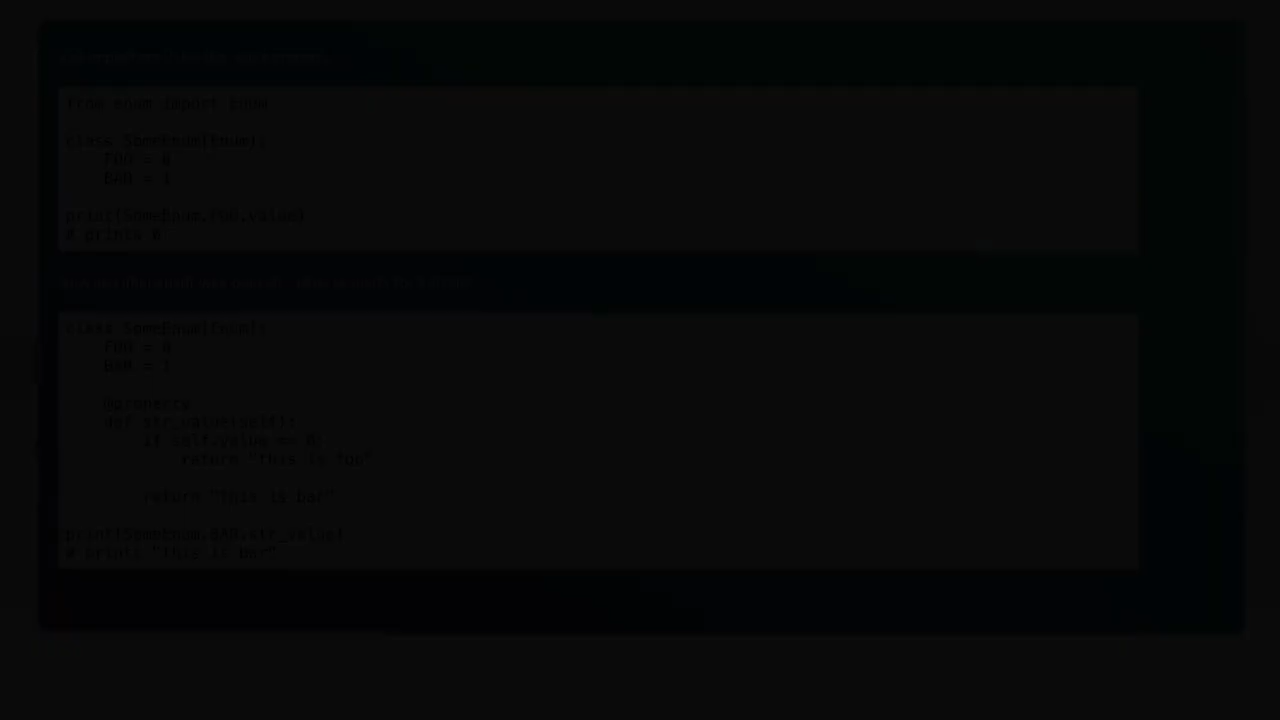 from enum import Enum
class SomeEnum(Enum):
    FOO = 0
    BAR = 1
print(SomeEnum.FOO.value)
# prints 0
class SomeEnum(Enum):
    FOO = 0
    BAR = 1
    @property
    def str_value(self):
        if self.value == 0:
            return "this is foo"
        return "this is bar"
print(SomeEnum.BAR.str_value)
# prints "this is bar"